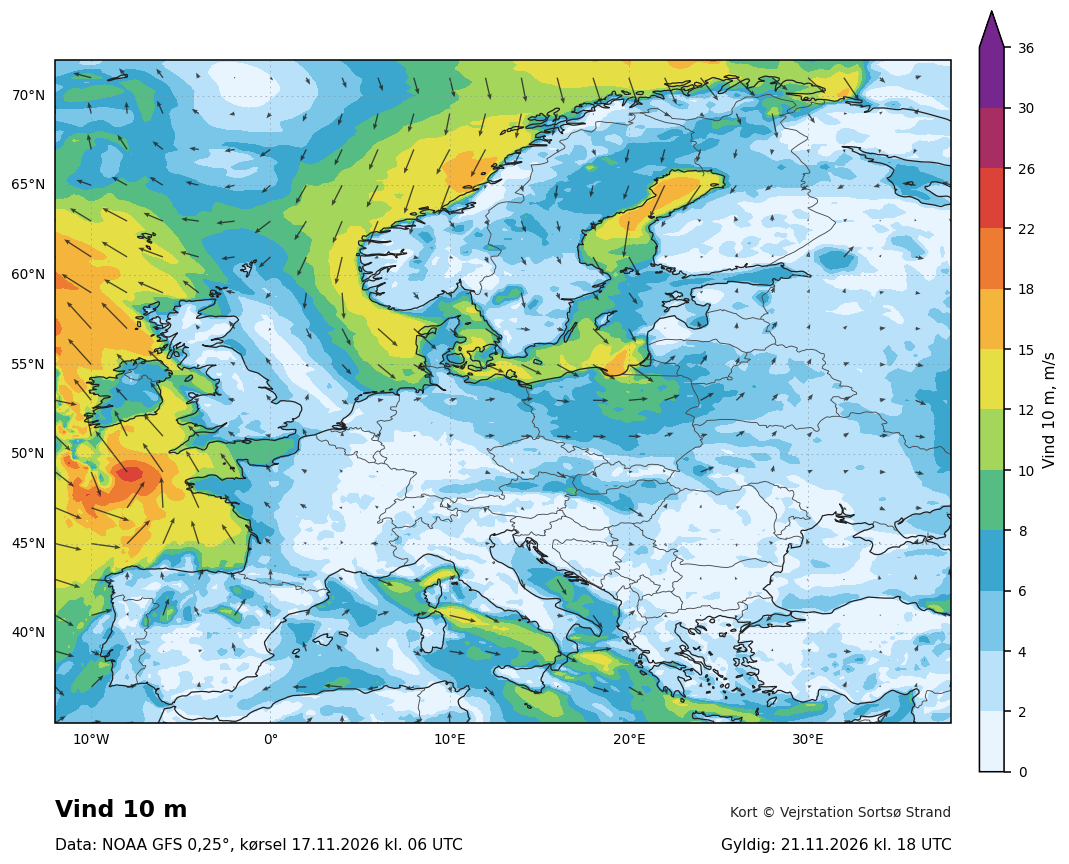 36
30
26
22
18
15
12
10
8
6
4
2
0
Vind 10 m, m/s
70°N
65°N
60°N
55°N
50°N
45°N
40°N
10°W
0°
10°E
20°E
30°E
Vind 10 m
Kort © Vejrstation Sortsø Strand
Data: NOAA GFS 0,25°, kørsel 17.11.2026 kl. 06 UTC
Gyldig: 21.11.2026 kl. 18 UTC